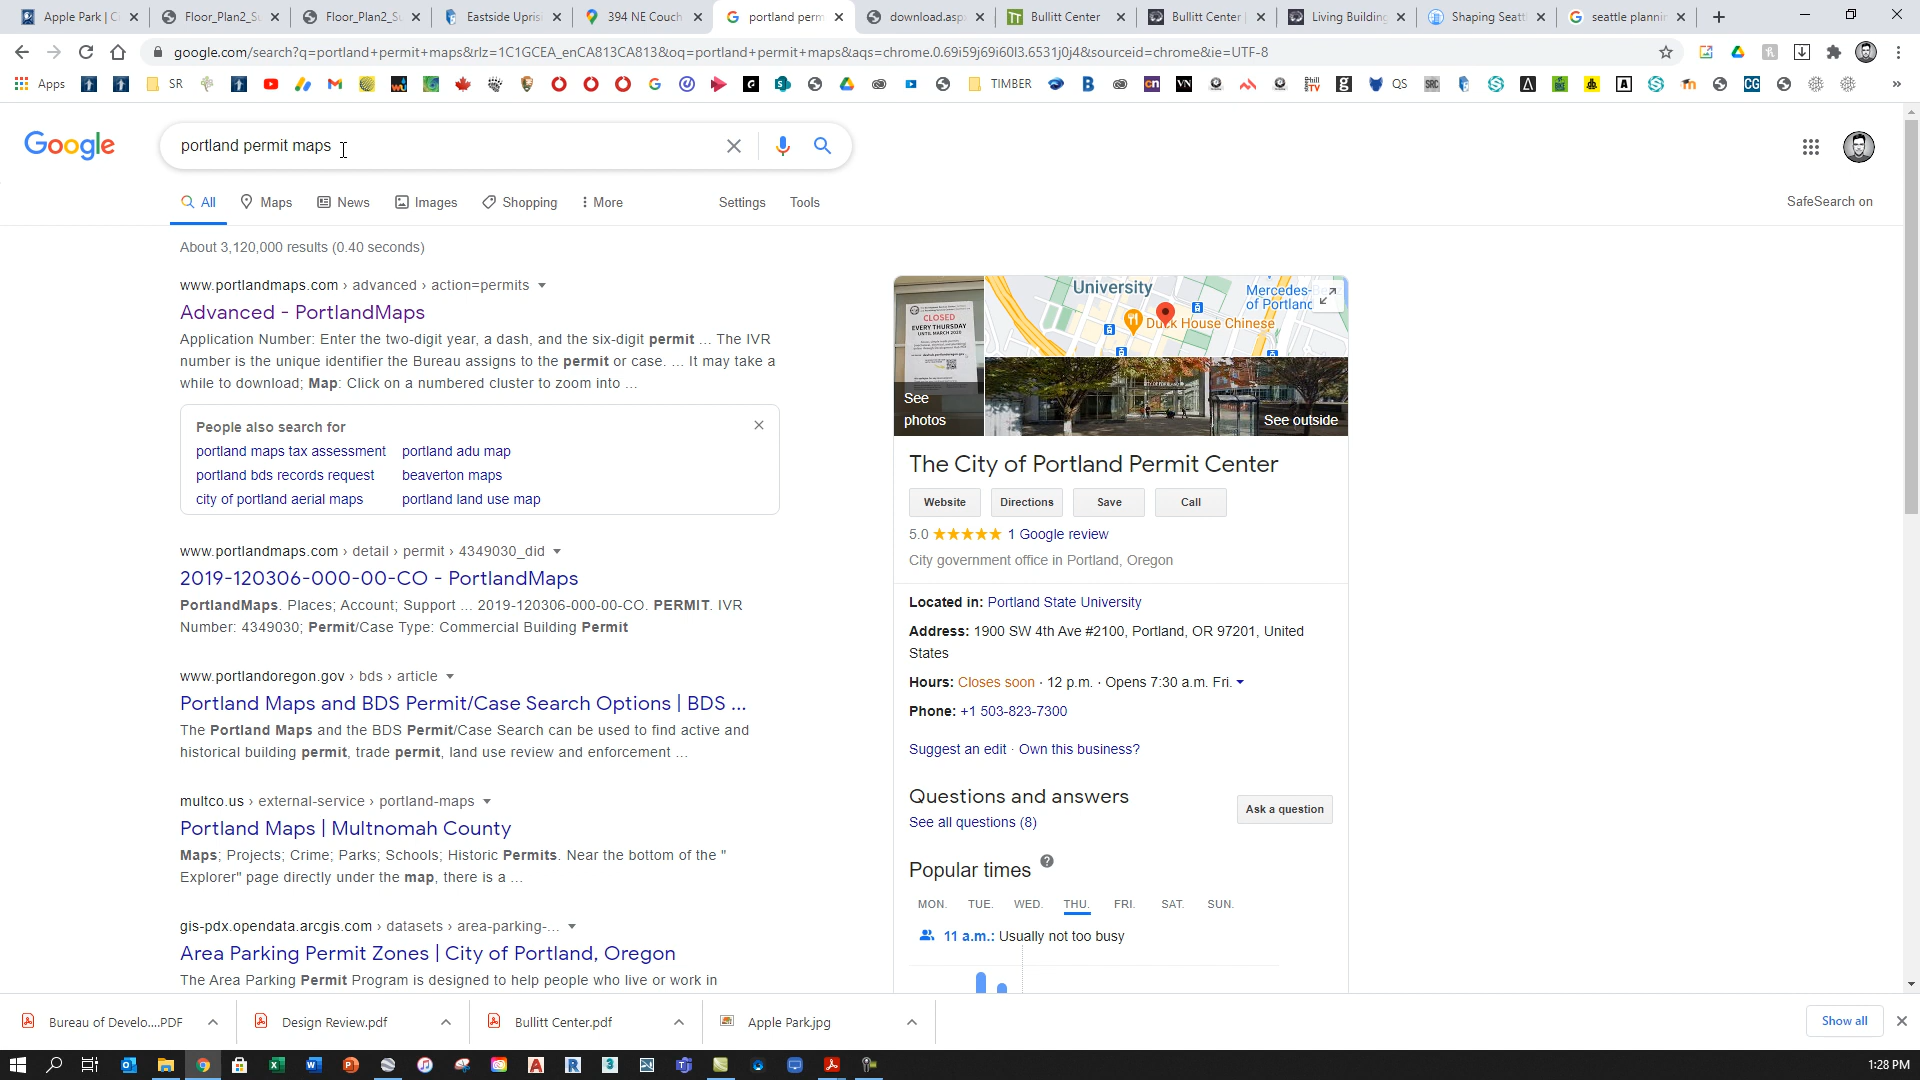 Apple Park | C
Floor_Plan2_S
Floor_Plan2_S
Eastside Upris
394 NE Couch
portland perm
download.asp
Bullitt Center
Bullitt Center |
Living Building
Shaping Seatt
seattle plannin
google.com/search?q=portland+permit+maps&rlz=1C1GCEA_enCA813CA813&oq=portland+permit+maps&aqs=chrome.0.69i59j69i60l3.6531j0j4&sourceid=chrome&ie=UTF-8
Apps
SR
TIMBER
QS
Google
portland permit maps
All
Maps
News
Images
Shopping
More
Settings
Tools
SafeSearch on
About 3,120,000 results (0.40 seconds)
www.portlandmaps.com › advanced › action=permits
Advanced - PortlandMaps
Application Number: Enter the two-digit year, a dash, and the six-digit permit ... The IVR
number is the unique identifier the Bureau assigns to the permit or case. ... It may take a
while to download; Map: Click on a numbered cluster to zoom into ...
People also search for
portland maps tax assessment
portland adu map
portland bds records request
beaverton maps
city of portland aerial maps
portland land use map
www.portlandmaps.com › detail › permit › 4349030_did
2019-120306-000-00-CO - PortlandMaps
PortlandMaps. Places; Account; Support ... 2019-120306-000-00-CO. PERMIT. IVR
Number: 4349030; Permit/Case Type: Commercial Building Permit
www.portlandoregon.gov › bds › article
Portland Maps and BDS Permit/Case Search Options | BDS ...
The Portland Maps and the BDS Permit/Case Search can be used to find active and
historical building permit, trade permit, land use review and enforcement ...
multco.us › external-service › portland-maps
Portland Maps | Multnomah County
Maps; Projects; Crime; Parks; Schools; Historic Permits. Near the bottom of the "
Explorer" page directly under the map, there is a ...
gis-pdx.opendata.arcgis.com › datasets › area-parking-...
Area Parking Permit Zones | City of Portland, Oregon
The Area Parking Permit Program is designed to help people who live or work in
CLOSED
EVERY THURSDAY
UNTIL MARCH 2020
See
photos
University
Mercedes-Be
of Portland
Duck House Chinese
See outside
The City of Portland Permit Center
Website
Directions
Save
Call
5.0
1 Google review
City government office in Portland, Oregon
Located in: Portland State University
Address: 1900 SW 4th Ave #2100, Portland, OR 97201, United
States
Hours: Closes soon · 12 p.m. · Opens 7:30 a.m. Fri.
Phone: +1 503-823-7300
Suggest an edit · Own this business?
Questions and answers
See all questions (8)
Ask a question
Popular times
MON.
TUE.
WED.
THU.
FRI.
SAT.
SUN.
11 a.m.: Usually not too busy
Bureau of Develo....PDF
Design Review.pdf
Bullitt Center.pdf
Apple Park.jpg
Show all
1:28 PM